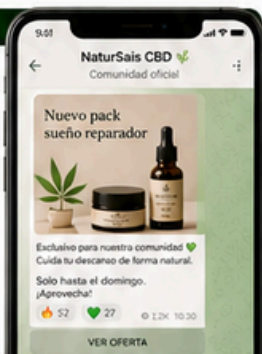 9:51
NaturSais CBD 🌿
Comunidad oficial
Nuevo pack
sueño reparador
Exclusivo para nuestra comunidad 💚
Cuida tu descanso de forma natural.
Solo hasta el domingo.
¡Aprovecha!
🔥 52 💚 27 1,2K 10:30
VER OFERTA